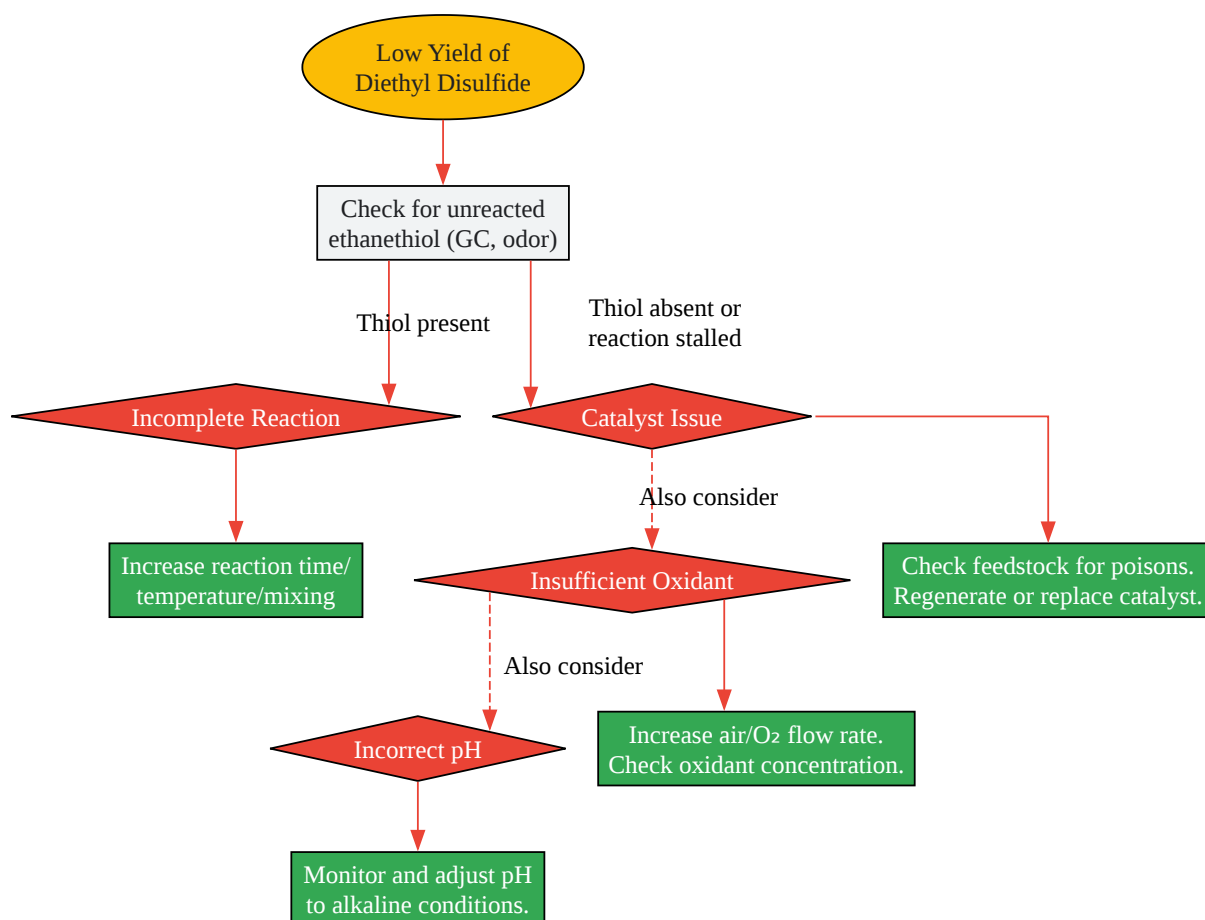 Low Yield of
Diethyl Disulfide
Check for unreacted
ethanethiol (GC, odor)
Thiol present
Thiol absent or
reaction stalled
Incomplete Reaction
Catalyst Issue
Also consider
Increase reaction time/
temperature/mixing
Insufficient Oxidant
Check feedstock for poisons.
Regenerate or replace catalyst.
Also consider
Incorrect pH
Increase air/O₂ flow rate.
Check oxidant concentration.
Monitor and adjust pH
to alkaline conditions.